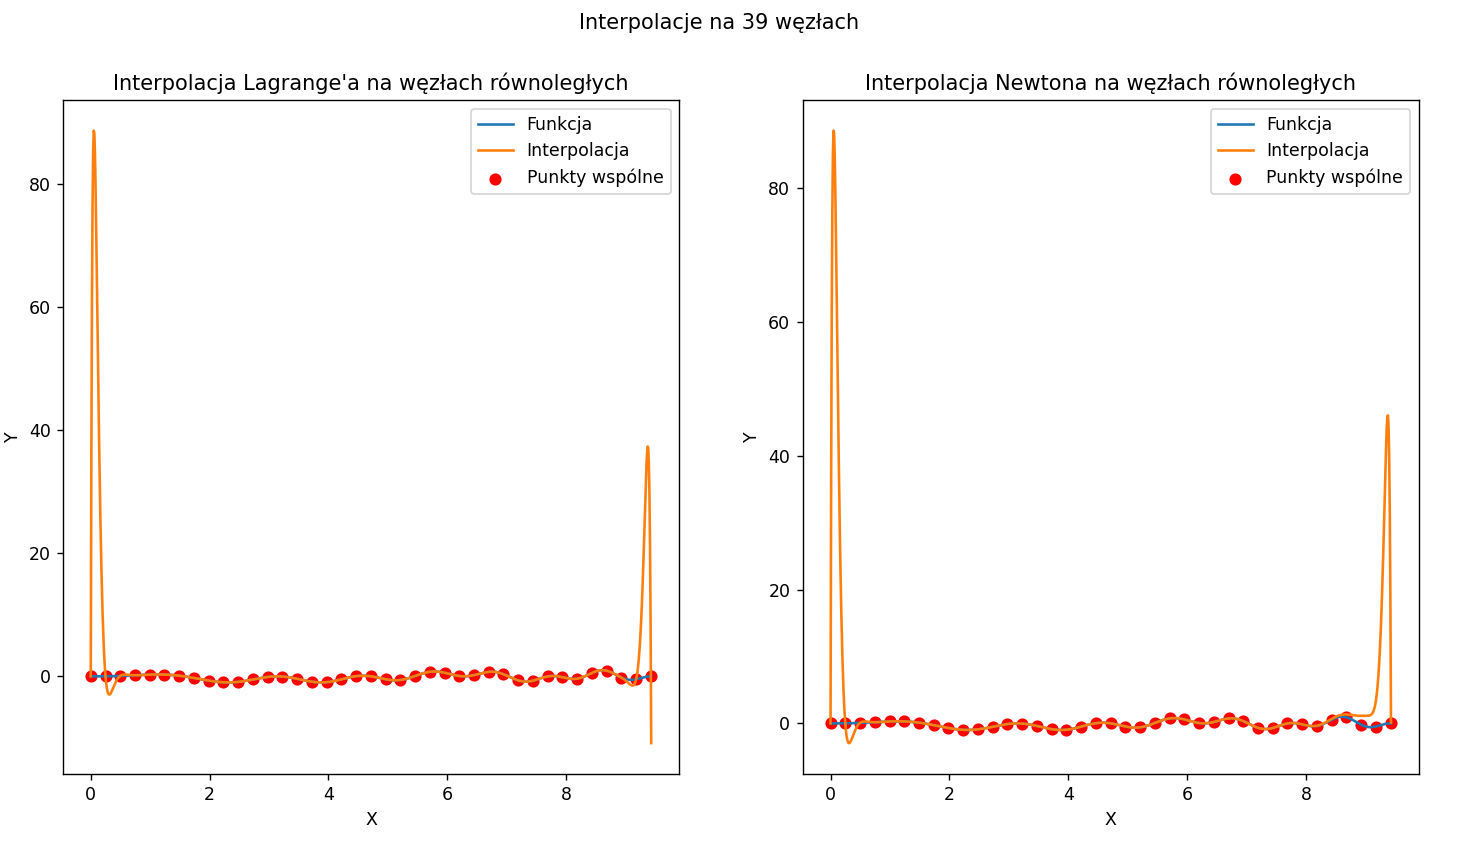 Interpolacje na 39 węzłach
Interpolacja Lagrange'a na węzłach równoległych
Funkcja
Interpolacja
Punkty wspólne
80
60
40
20
0
Y
0 2 4 6 8
X
Interpolacja Newtona na węzłach równoległych
Funkcja
Interpolacja
Punkty wspólne
80
60
40
20
0
Y
0 2 4 6 8
X